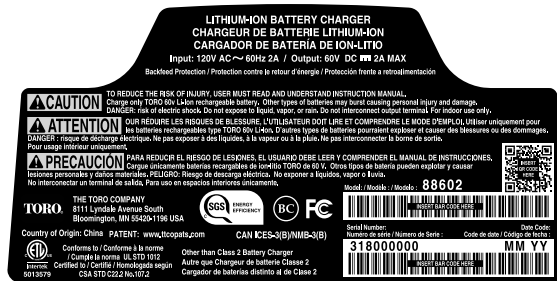 LITHIUM-ION BATTERY CHARGER
CHARGEUR DE BATTERIE LITHIUM-ION
CARGADOR DE BATERÍA DE ION-LITIO
Input: 120V AC~ 60Hz 2A / Output: 60V DC ⎓ 2A MAX
Backfeed Protection / Protection contre le retour d'énergie / Protección frente a retroalimentación
CAUTION
TO REDUCE THE RISK OF INJURY, USER MUST READ AND UNDERSTAND INSTRUCTION MANUAL.
Charge only TORO 60v Li-Ion rechargeable battery. Other types of batteries may burst causing personal injury and damage.
DANGER: risk of electric shock. Do not expose to liquid, vapor, or rain. Do not interconnect output terminal. For indoor use only.
ATTENTION
OUR RÉDUIRE LES RISQUES DE BLESSURE, L'UTILISATEUR DOIT LIRE ET COMPRENDRE LE MODE D'EMPLOI, Utiliser uniquement pour
les batteries rechargeables type TORO 60v Li-Ion. D'autres types de batteries pourraient exploser et causer des blessures ou des dommages.
DANGER : risque de décharge électrique. Ne pas exposer à des liquides, à la vapeur ou à la pluie. Ne pas interconnecter la borne de sortie.
Pour usage intérieur uniquement.
PRECAUCIÓN
PARA REDUCIR EL RIESGO DE LESIONES, EL USUARIO DEBE LEER Y COMPRENDER EL MANUAL DE INSTRUCCIONES,
Cargue únicamente baterías recargables de ion-litio TORO de 60 V. Otros tipos de batería pueden explotar y causar
lesiones personales y daños materiales. PELIGRO: Riesgo de descarga eléctrica. No exponer a líquidos, vapor o lluvia.
No interconectar un terminal de salida, Para uso en espacios interiores únicamente,
INSERT
QR CODE
HERE
Model: / Modèle : / Modelo : 88602
INSERT BAR CODE HERE
TORO.
THE TORO COMPANY
8111 Lyndale Avenue South
Bloomington, MN 55420-1196 USA
SGS
ENERGY
EFFICIENCY
BC
FC
Country of Origin: China PATENT: www.ttcopats.com CAN ICES-3(B)/NMB-3(B)
Serial Number: Date Code:
Numéro de série / Número de Serie : Code de date / Código de fecha :
318000000 MM YY
INSERT BAR CODE HERE
ETL
Intertek
5013579
Conforms to / Conforme à la norme
/ Cumple la norma UL STD 1012
Certified to / Certifié / Homologada según
CSA STD C22.2 No.107.2
Other than Class 2 Battery Charger
Autre que Chargeur de batterie Classe 2
Cargador de baterías distinto al de Clase 2